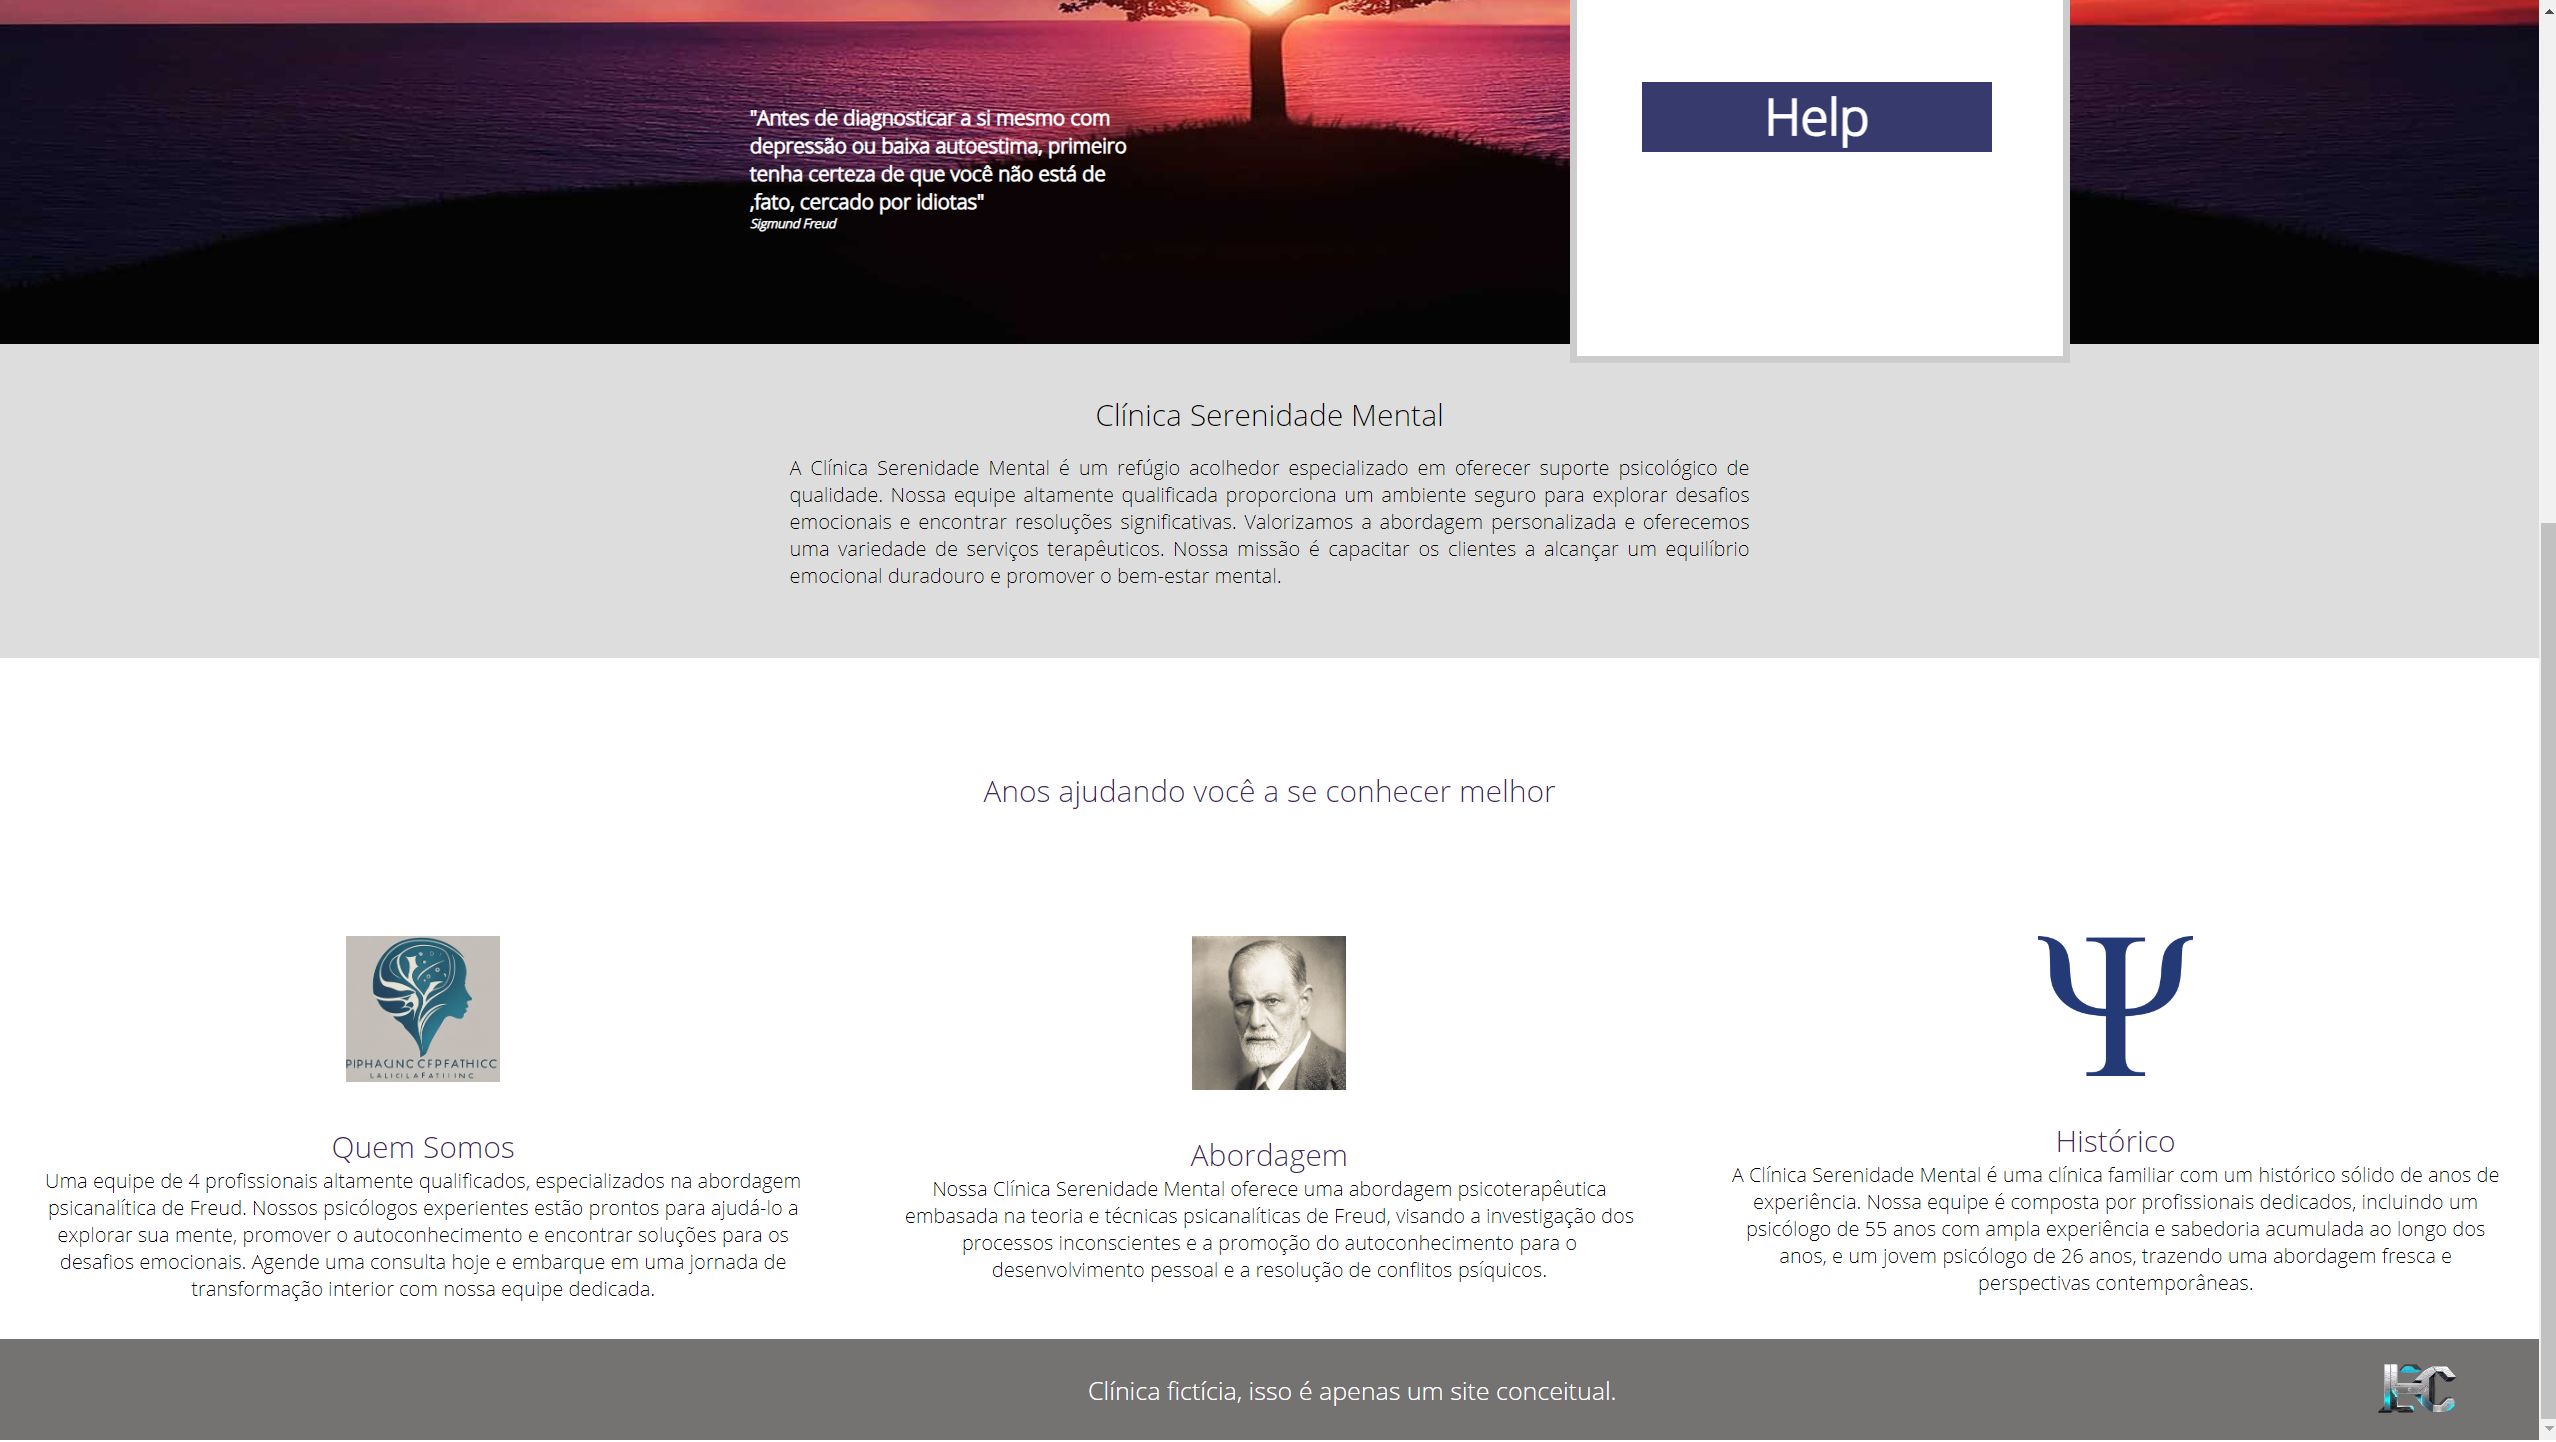 "Antes de diagnosticar a si mesmo com
depressão ou baixa autoestima, primeiro
tenha certeza de que você não está de
,fato, cercado por idiotas"
Sigmund Freud
Help
Clínica Serenidade Mental
A Clínica Serenidade Mental é um refúgio acolhedor especializado em oferecer suporte psicológico de
qualidade. Nossa equipe altamente qualificada proporciona um ambiente seguro para explorar desafios
emocionais e encontrar resoluções significativas. Valorizamos a abordagem personalizada e oferecemos
uma variedade de serviços terapêuticos. Nossa missão é capacitar os clientes a alcançar um equilíbrio
emocional duradouro e promover o bem-estar mental.
Anos ajudando você a se conhecer melhor
Quem Somos
Uma equipe de 4 profissionais altamente qualificados, especializados na abordagem
psicanalítica de Freud. Nossos psicólogos experientes estão prontos para ajudá-lo a
explorar sua mente, promover o autoconhecimento e encontrar soluções para os
desafios emocionais. Agende uma consulta hoje e embarque em uma jornada de
transformação interior com nossa equipe dedicada.
Abordagem
Nossa Clínica Serenidade Mental oferece uma abordagem psicoterapêutica
embasada na teoria e técnicas psicanalíticas de Freud, visando a investigação dos
processos inconscientes e a promoção do autoconhecimento para o
desenvolvimento pessoal e a resolução de conflitos psíquicos.
Ψ
Histórico
A Clínica Serenidade Mental é uma clínica familiar com um histórico sólido de anos de
experiência. Nossa equipe é composta por profissionais dedicados, incluindo um
psicólogo de 55 anos com ampla experiência e sabedoria acumulada ao longo dos
anos, e um jovem psicólogo de 26 anos, trazendo uma abordagem fresca e
perspectivas contemporâneas.
Clínica fictícia, isso é apenas um site conceitual.